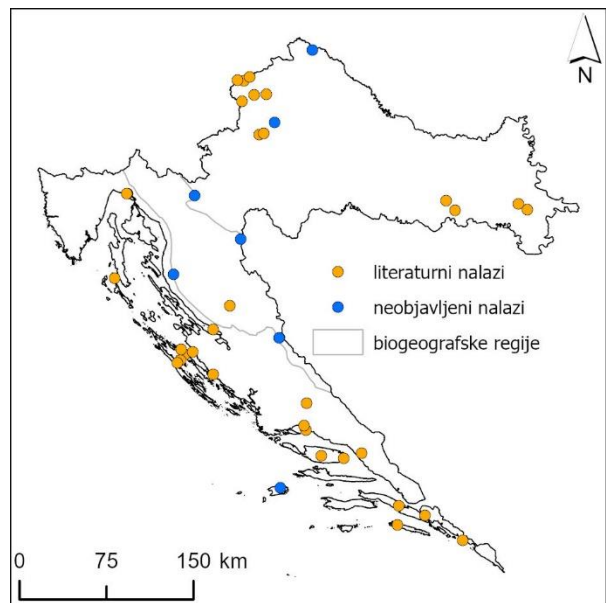 N
literaturni nalazi
neobjavljeni nalazi
biogeografske regije
0 75 150 km